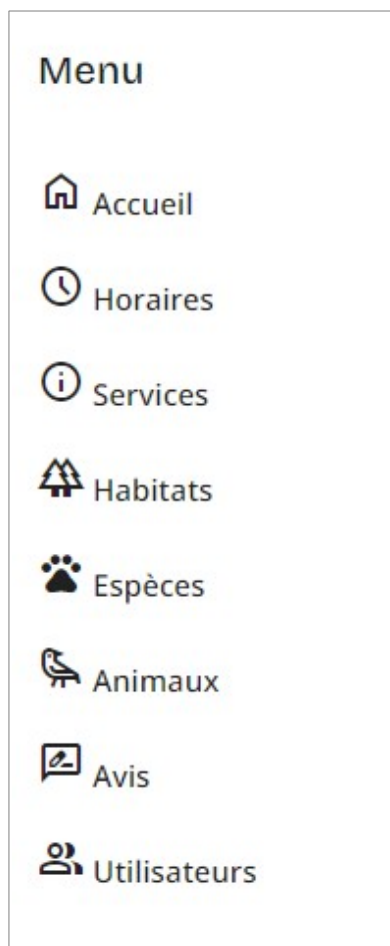 Menu
Accueil
Horaires
Services
Habitats
Espèces
Animaux
Avis
Utilisateurs